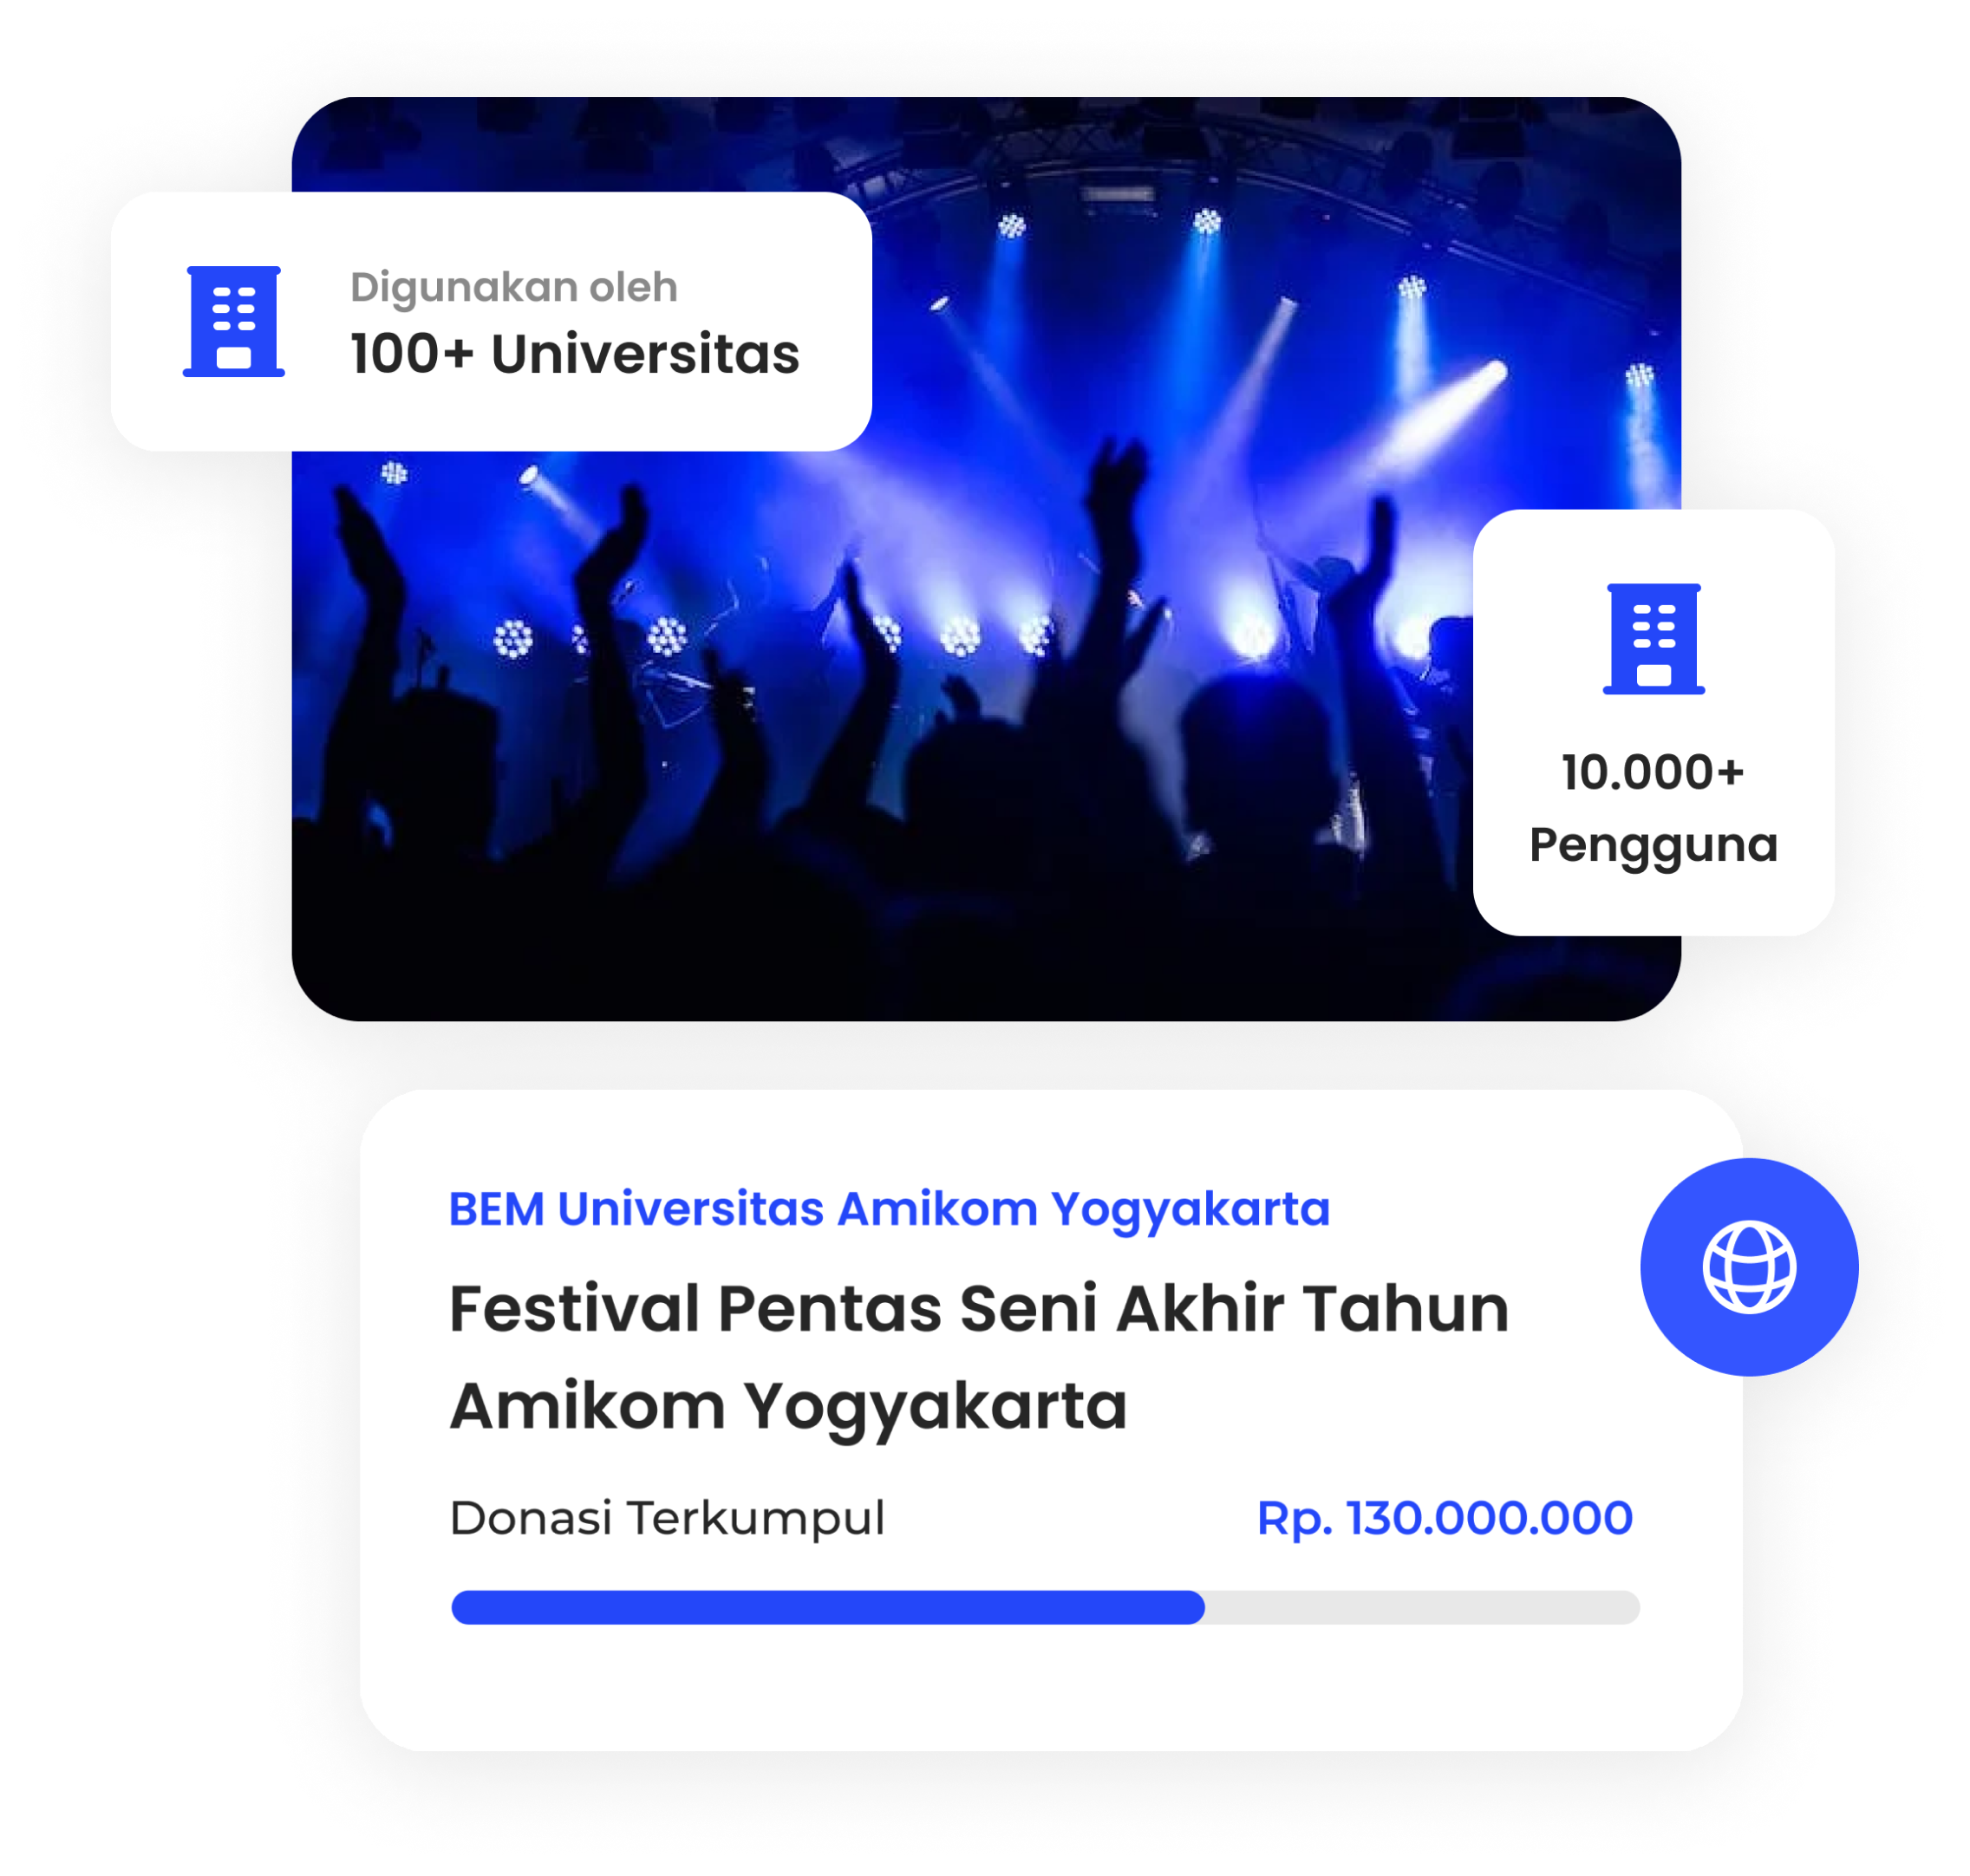 Digunakan oleh
100+ Universitas
10.000+
Pengguna
BEM Universitas Amikom Yogyakarta
Festival Pentas Seni Akhir Tahun
Amikom Yogyakarta
Donasi Terkumpul
Rp. 130.000.000